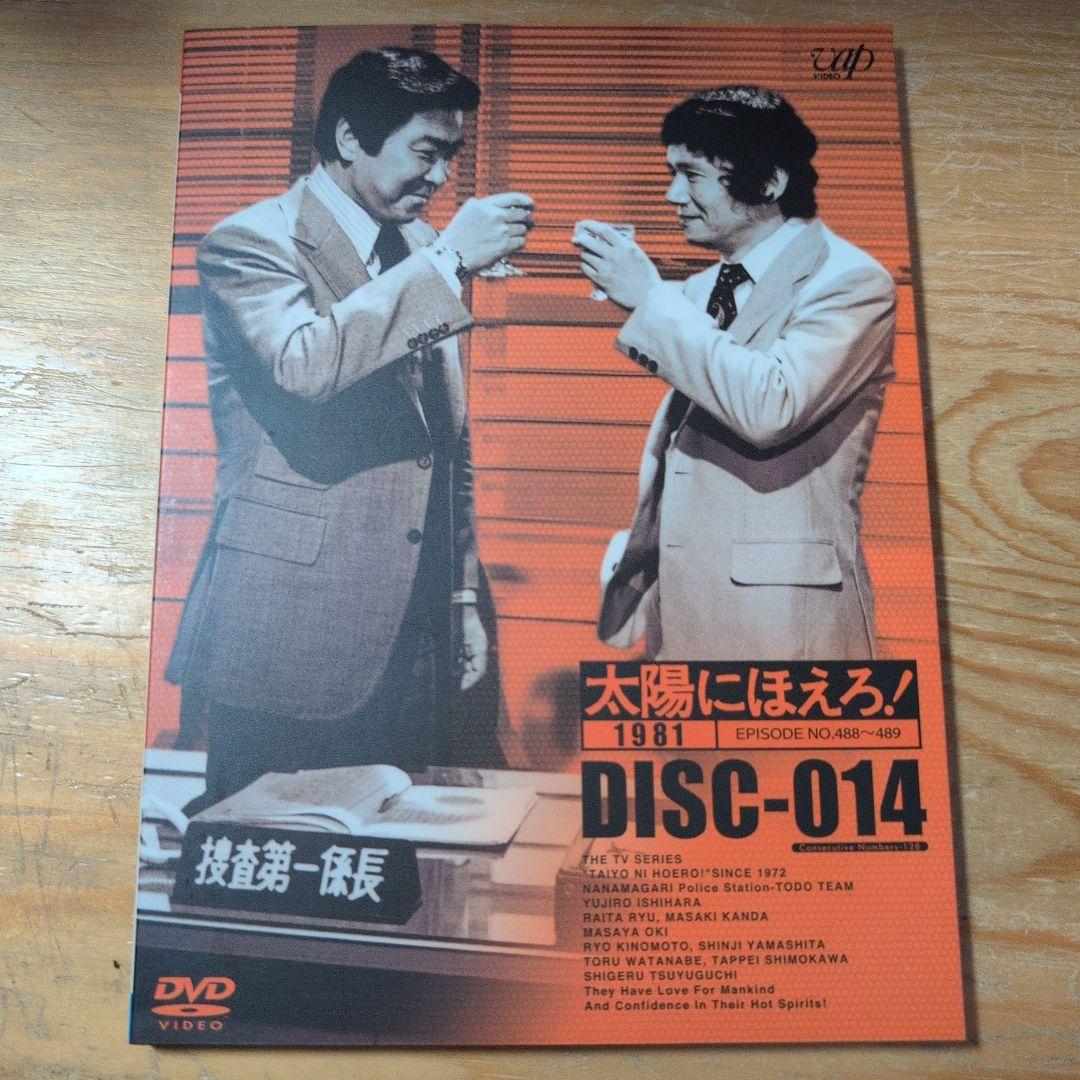 vap
VIDEO
太陽にほえろ!
1981
EPISODE NO.488～489
DISC-014
Consecutive Numbers-128
THE TV SERIES
"TAIYO NI HOERO!"SINCE 1972
NANAMAGARI Police Station-TODO TEAM
YUJIRO ISHIHARA
RAITA RYU, MASAKI KANDA
MASAYA OKI
RYO KINOMOTO, SHINJI YAMASHITA
TORU WATANABE, TAPPEI SHIMOKAWA
SHIGERU TSUYUGUCHI
They Have Love For Mankind
And Confidence In Their Hot Spirits!
捜査第一係長
DVD
VIDEO